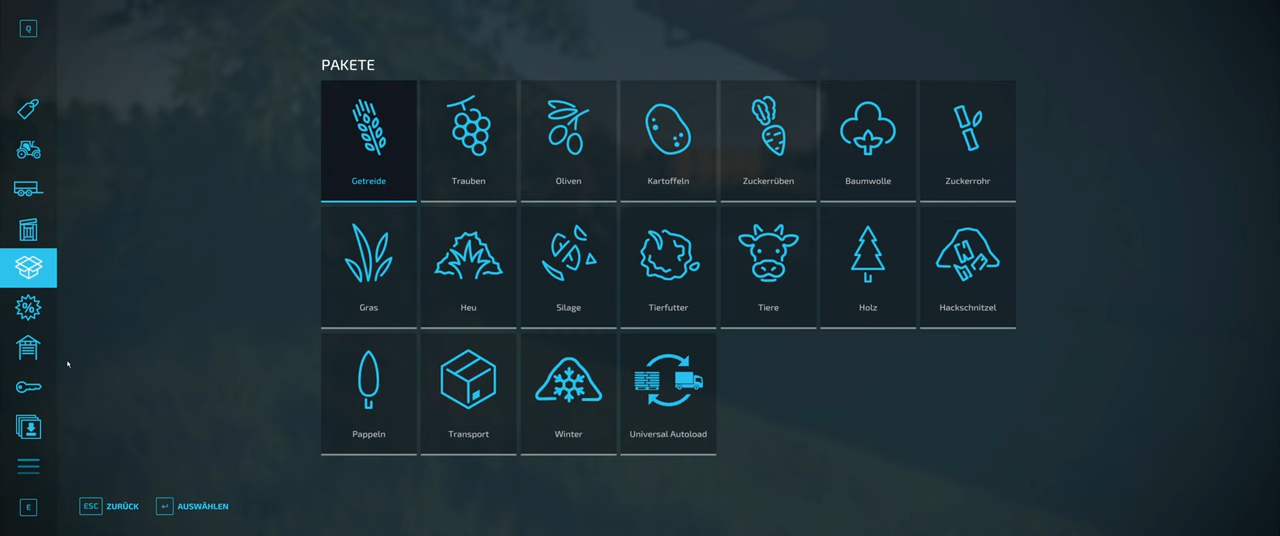 Q
PAKETE
Getreide
Trauben
Oliven
Kartoffeln
Zuckerrüben
Baumwolle
Zuckerrohr
Gras
Heu
Silage
Tierfutter
Tiere
Holz
Hackschnitzel
Pappeln
Transport
Winter
Universal Autoload
E
ESC ZURÜCK
↵ AUSWÄHLEN